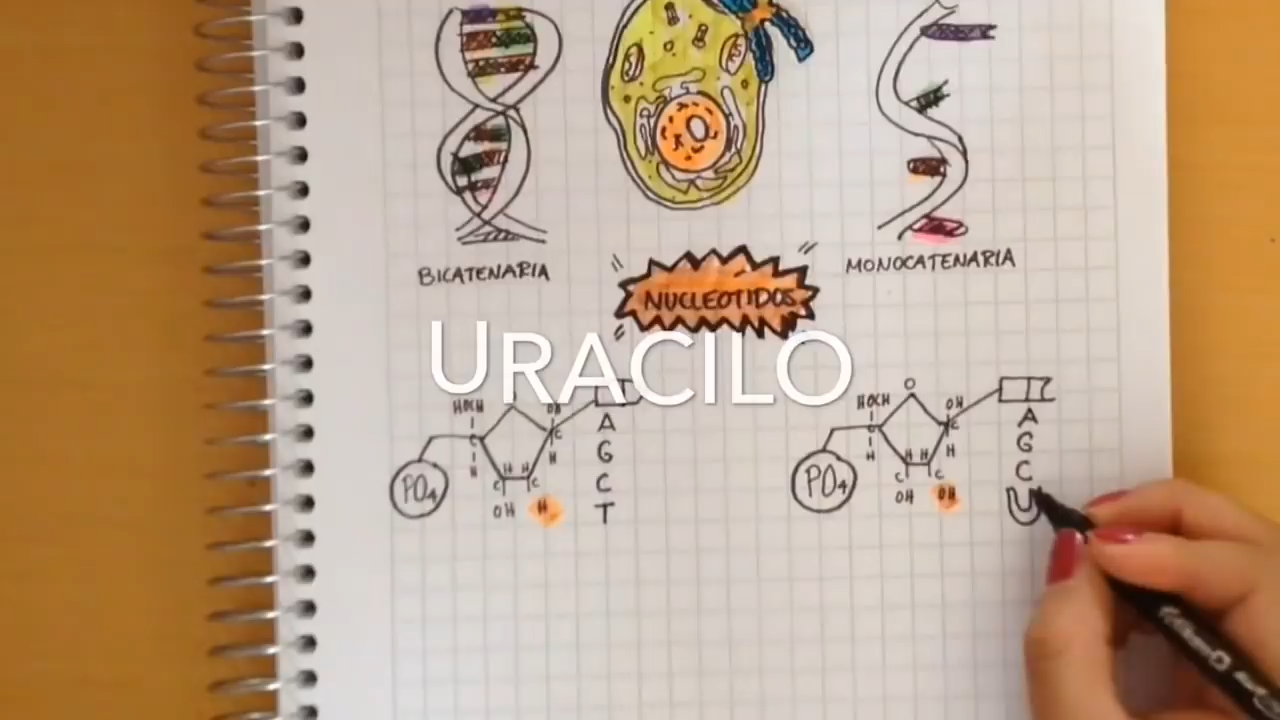 BICATENARIA
MONOCATENARIA
NUCLEOTIDOS
URACILO
HOCH
OH
C
C
H
H
H
H
C
C
OH
H
PO4
A
G
C
T
O
HOCH
OH
C
C
H
H
H
H
C
C
OH
OH
PO4
A
G
C
U